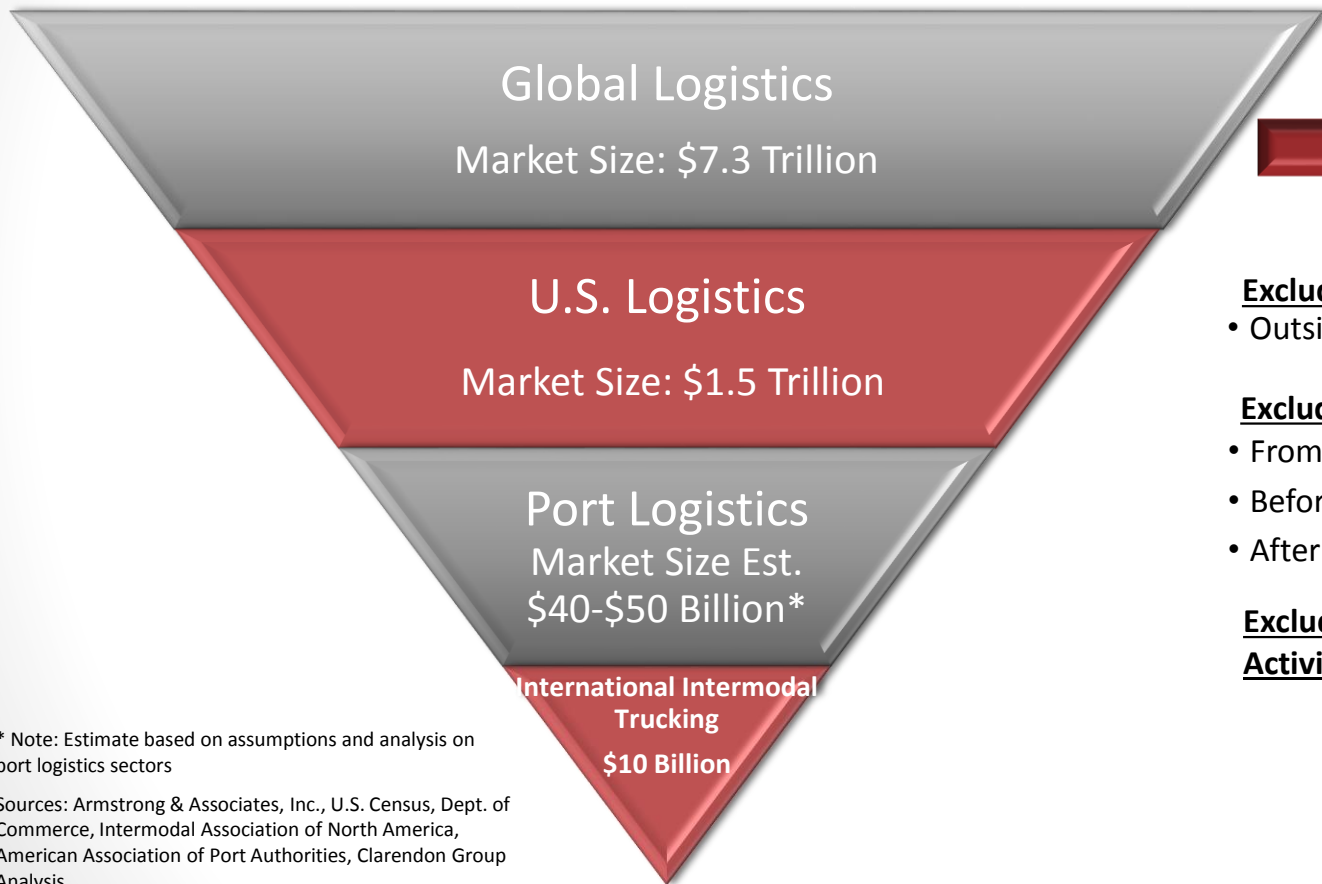 Global Logistics
Market Size: $7.3 Trillion
U.S. Logistics
Market Size: $1.5 Trillion
Port Logistics
Market Size Est.
$40-$50 Billion*
International Intermodal
Trucking
$10 Billion
* Note: Estimate based on assumptions and analysis on
port logistics sectors
Sources: Armstrong & Associates, Inc., U.S. Census, Dept. of
Commerce, Intermodal Association of North America,
American Association of Port Authorities, Clarendon Group
Analysis
• From
• After